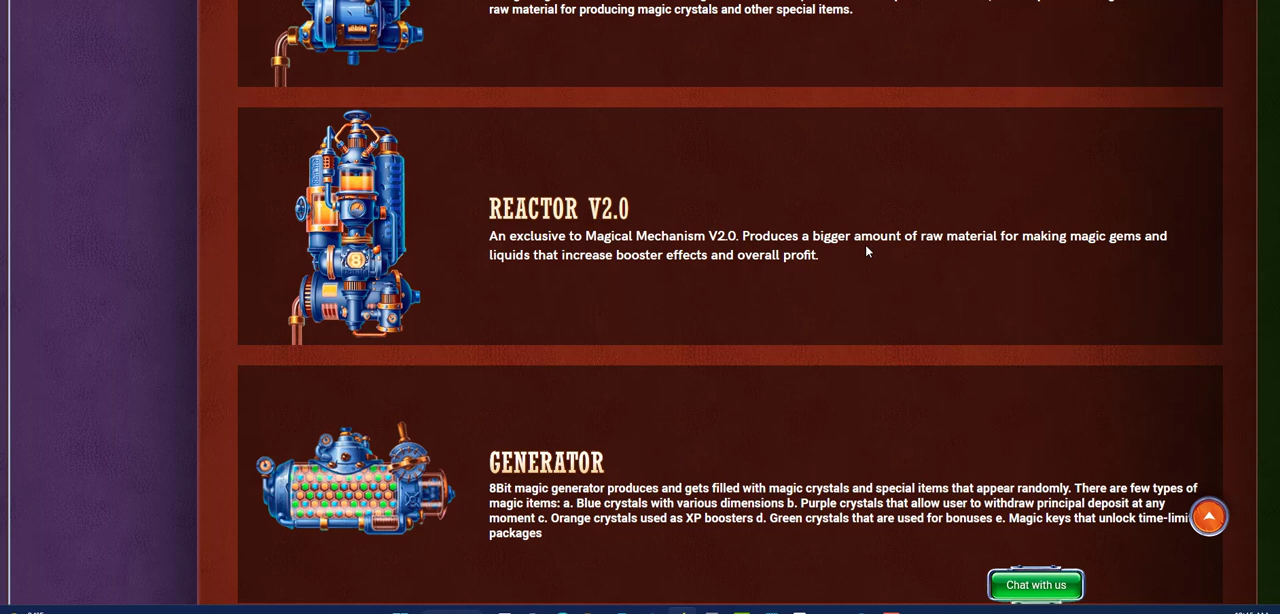 raw material for producing magic crystals and other special items.
REACTOR V2.0
An exclusive to Magical Mechanism V2.0. Produces a bigger amount of raw material for making magic gems and
liquids that increase booster effects and overall profit.
8
GENERATOR
8Bit magic generator produces and gets filled with magic crystals and special items that appear randomly. There are few types of
magic items: a. Blue crystals with various dimensions b. Purple crystals that allow user to withdraw principal deposit at any
moment c. Orange crystals used as XP boosters d. Green crystals that are used for bonuses e. Magic keys that unlock time-limi
packages
Chat with us